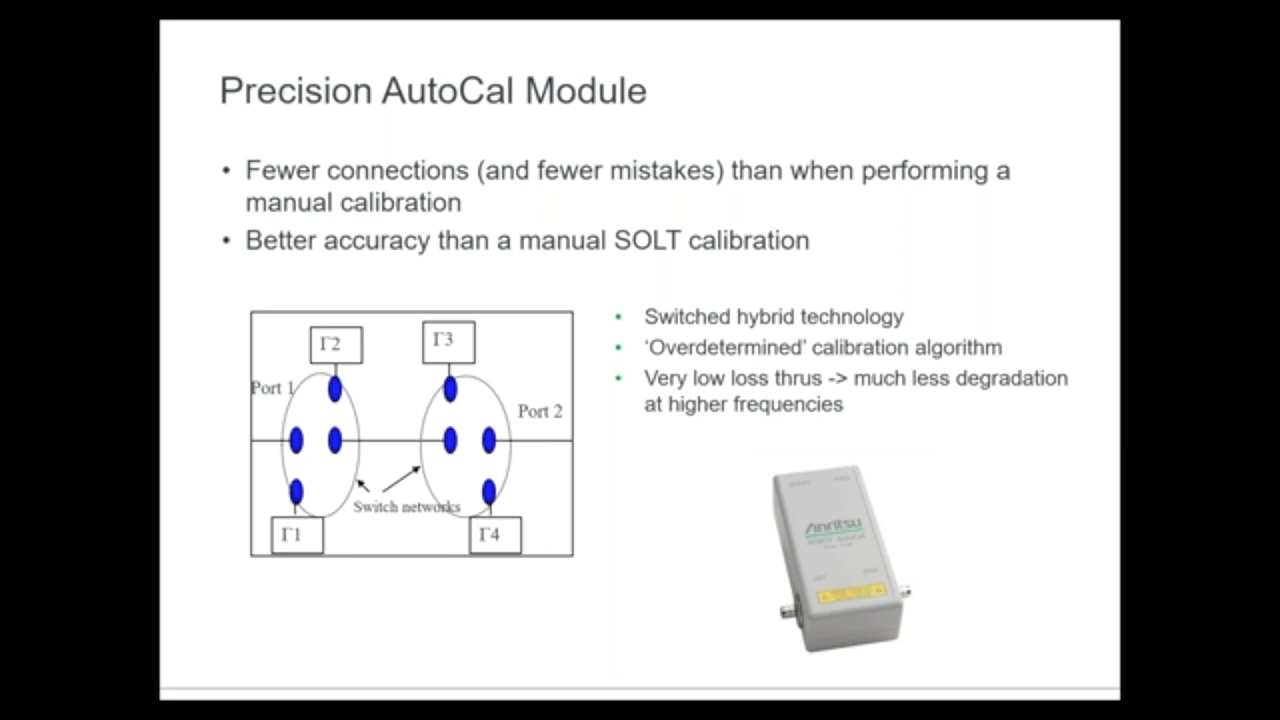 Precision AutoCal Module
• Fewer connections (and fewer mistakes) than when performing a
manual calibration
• Better accuracy than a manual SOLT calibration
Γ2
Γ3
Port 1
Port 2
Switch networks
Γ1
Γ4
• Switched hybrid technology
• ‘Overdetermined’ calibration algorithm
• Very low loss thrus -> much less degradation
at higher frequencies
Anritsu